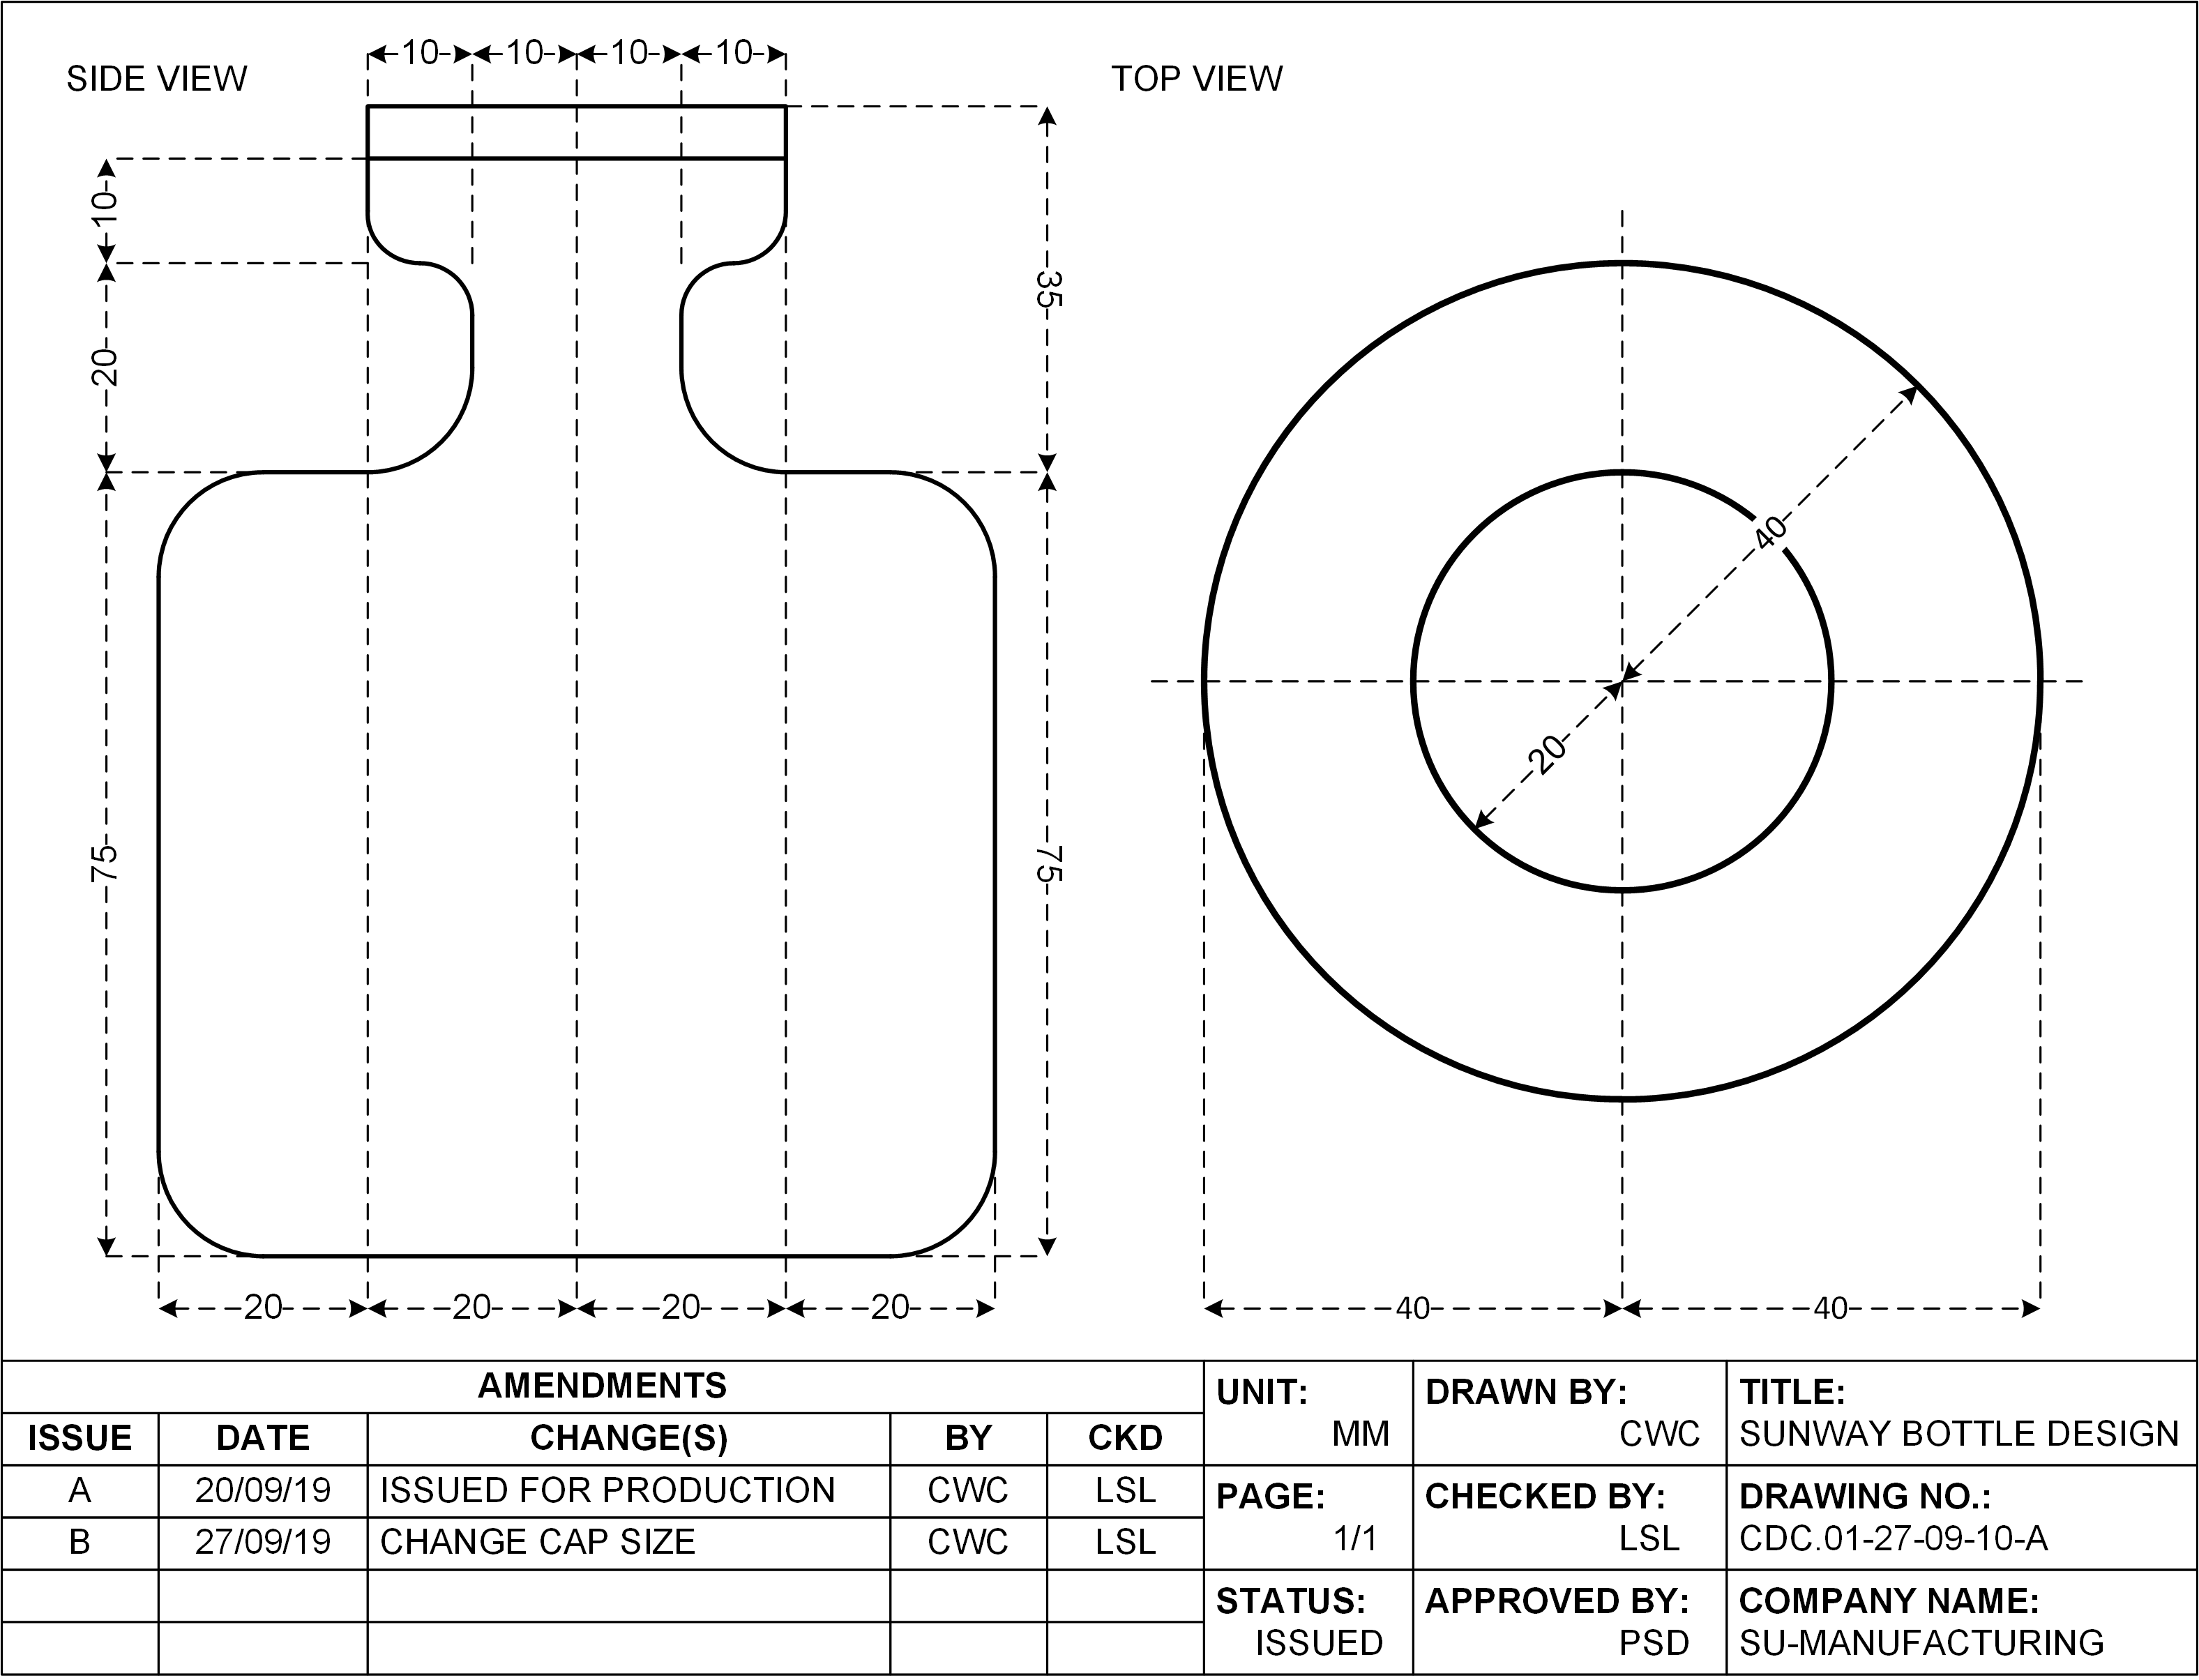 SIDE VIEW
TOP VIEW
10 10 10 10
10
20
75
35
75
20 20 20 20
40
20
40 40
AMENDMENTS
ISSUE DATE CHANGE(S) BY CKD
A 20/09/19 ISSUED FOR PRODUCTION CWC LSL
B 27/09/19 CHANGE CAP SIZE CWC LSL
UNIT:
MM
DRAWN BY:
CWC
TITLE:
SUNWAY BOTTLE DESIGN
PAGE:
1/1
CHECKED BY:
LSL
DRAWING NO.:
CDC.01-27-09-10-A
STATUS:
ISSUED
APPROVED BY:
PSD
COMPANY NAME:
SU-MANUFACTURING